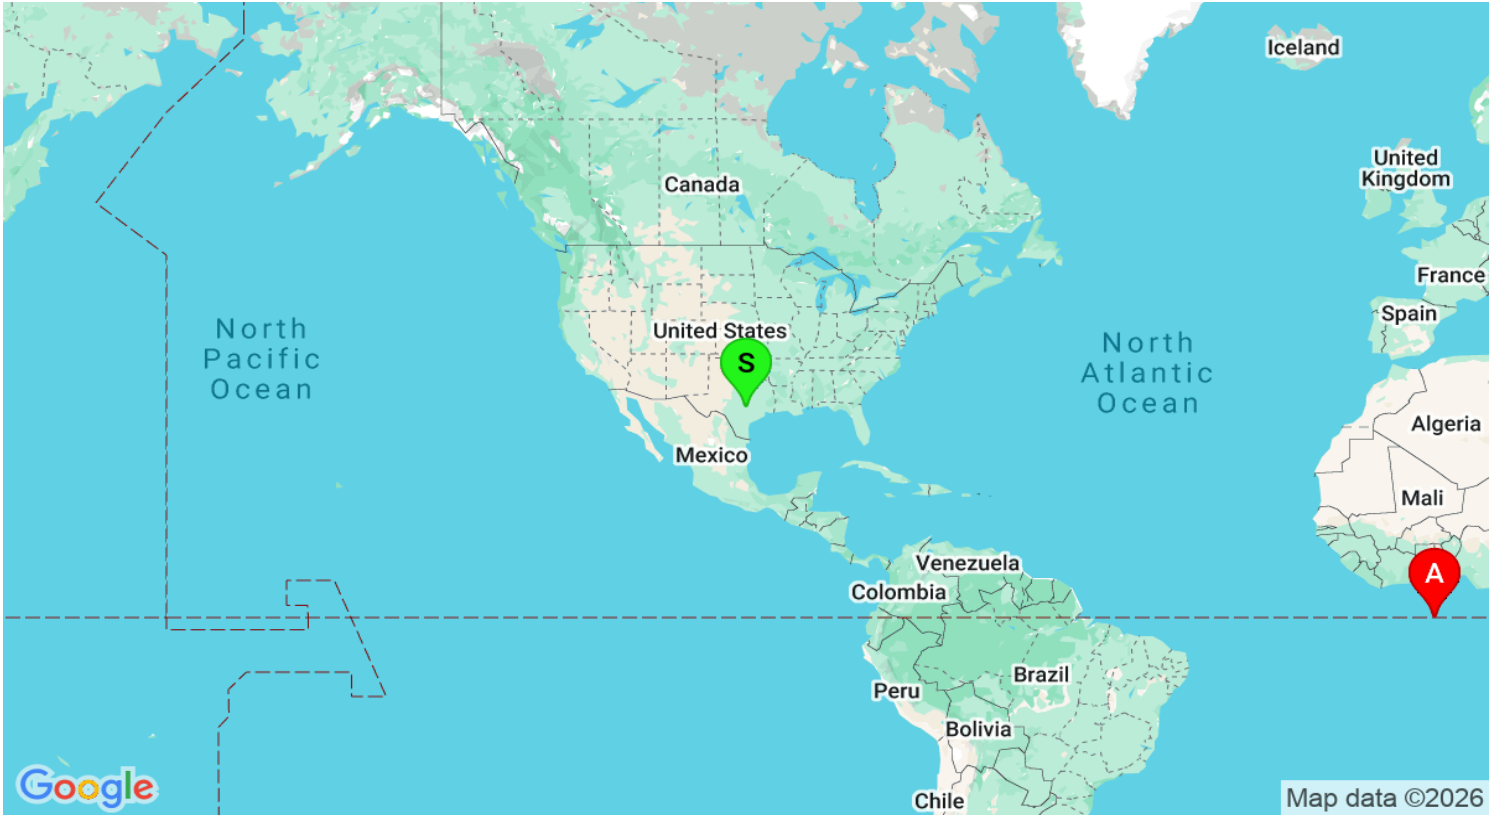 Iceland
United
Kingdom
Canada
France
Spain
North
Pacific
Ocean
United States
S
North
Atlantic
Ocean
Algeria
Mexico
Mali
Venezuela
Colombia
A
Brazil
Peru
Bolivia
Chile
Google
Map data ©2026